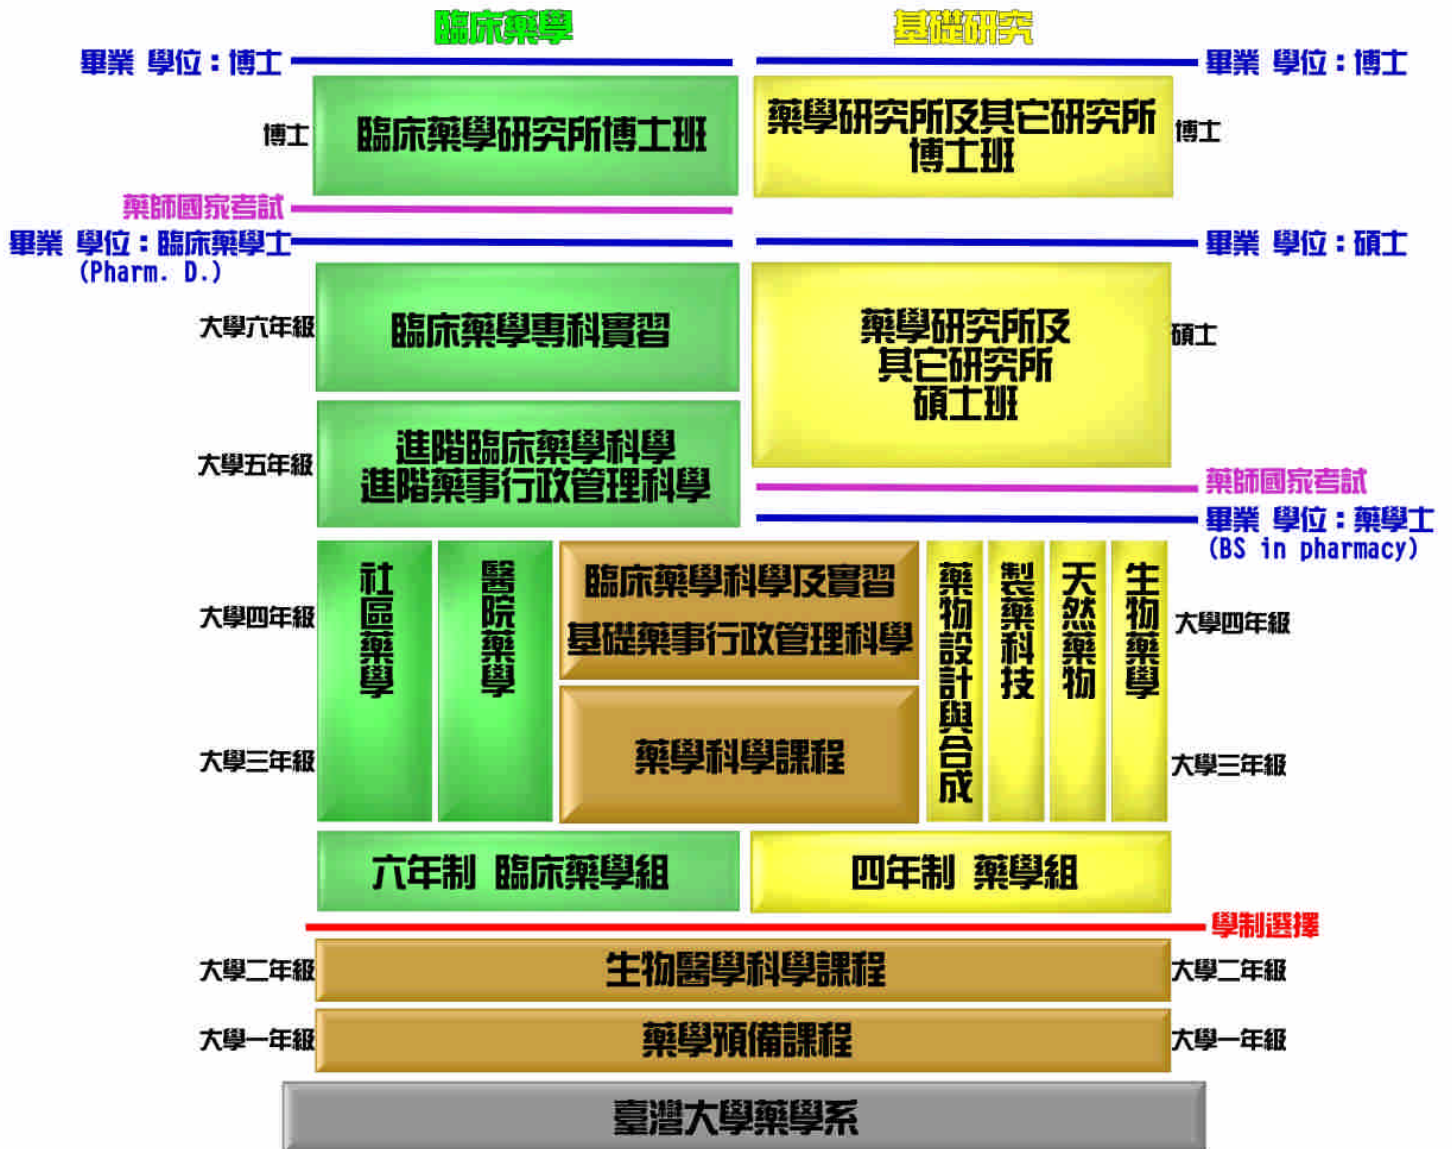 臨床藥學
基礎研究
畢業 學位：博士
畢業 學位：博士
博士
臨床藥學研究所博士班
藥學研究所及其它研究所
博士班
博士
藥師國家考試
畢業 學位：臨床藥學士
(Pharm. D.)
畢業 學位：碩士
大學六年級
臨床藥學專科實習
藥學研究所及
其它研究所
碩士班
碩士
大學五年級
進階臨床藥學科學
進階藥事行政管理科學
藥師國家考試
畢業 學位：藥學士
(BS in pharmacy)
大學四年級
社區藥學
醫院藥學
臨床藥學科學及實習
基礎藥事行政管理科學
藥物設計與合成
製藥科技
天然藥物
生物藥學
大學四年級
大學三年級
藥學科學課程
大學三年級
六年制 臨床藥學組
四年制 藥學組
學制選擇
大學二年級
生物醫學科學課程
大學二年級
大學一年級
藥學預備課程
大學一年級
臺灣大學藥學系